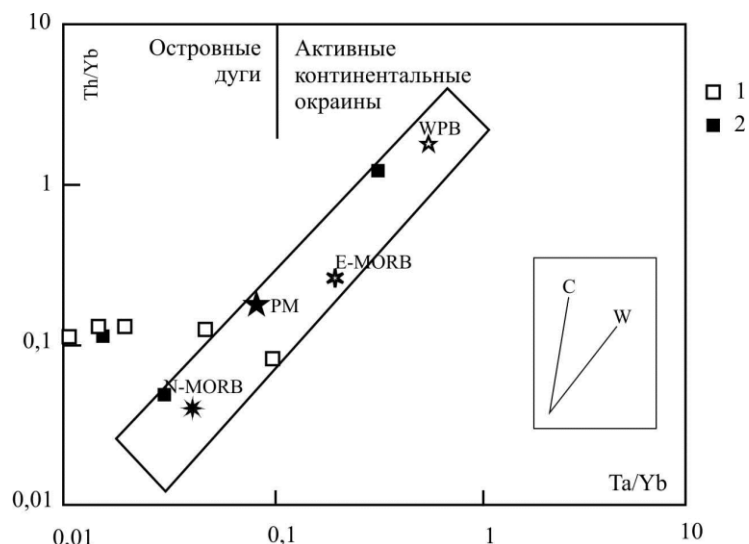 10
Th/Yb
Островные
дуги
Активные
континентальные
окраины
1
2
WPB
1
E-MORB
PM
C
W
0,1
N-MORB
Ta/Yb
0,01
0.01
0,1
1
10